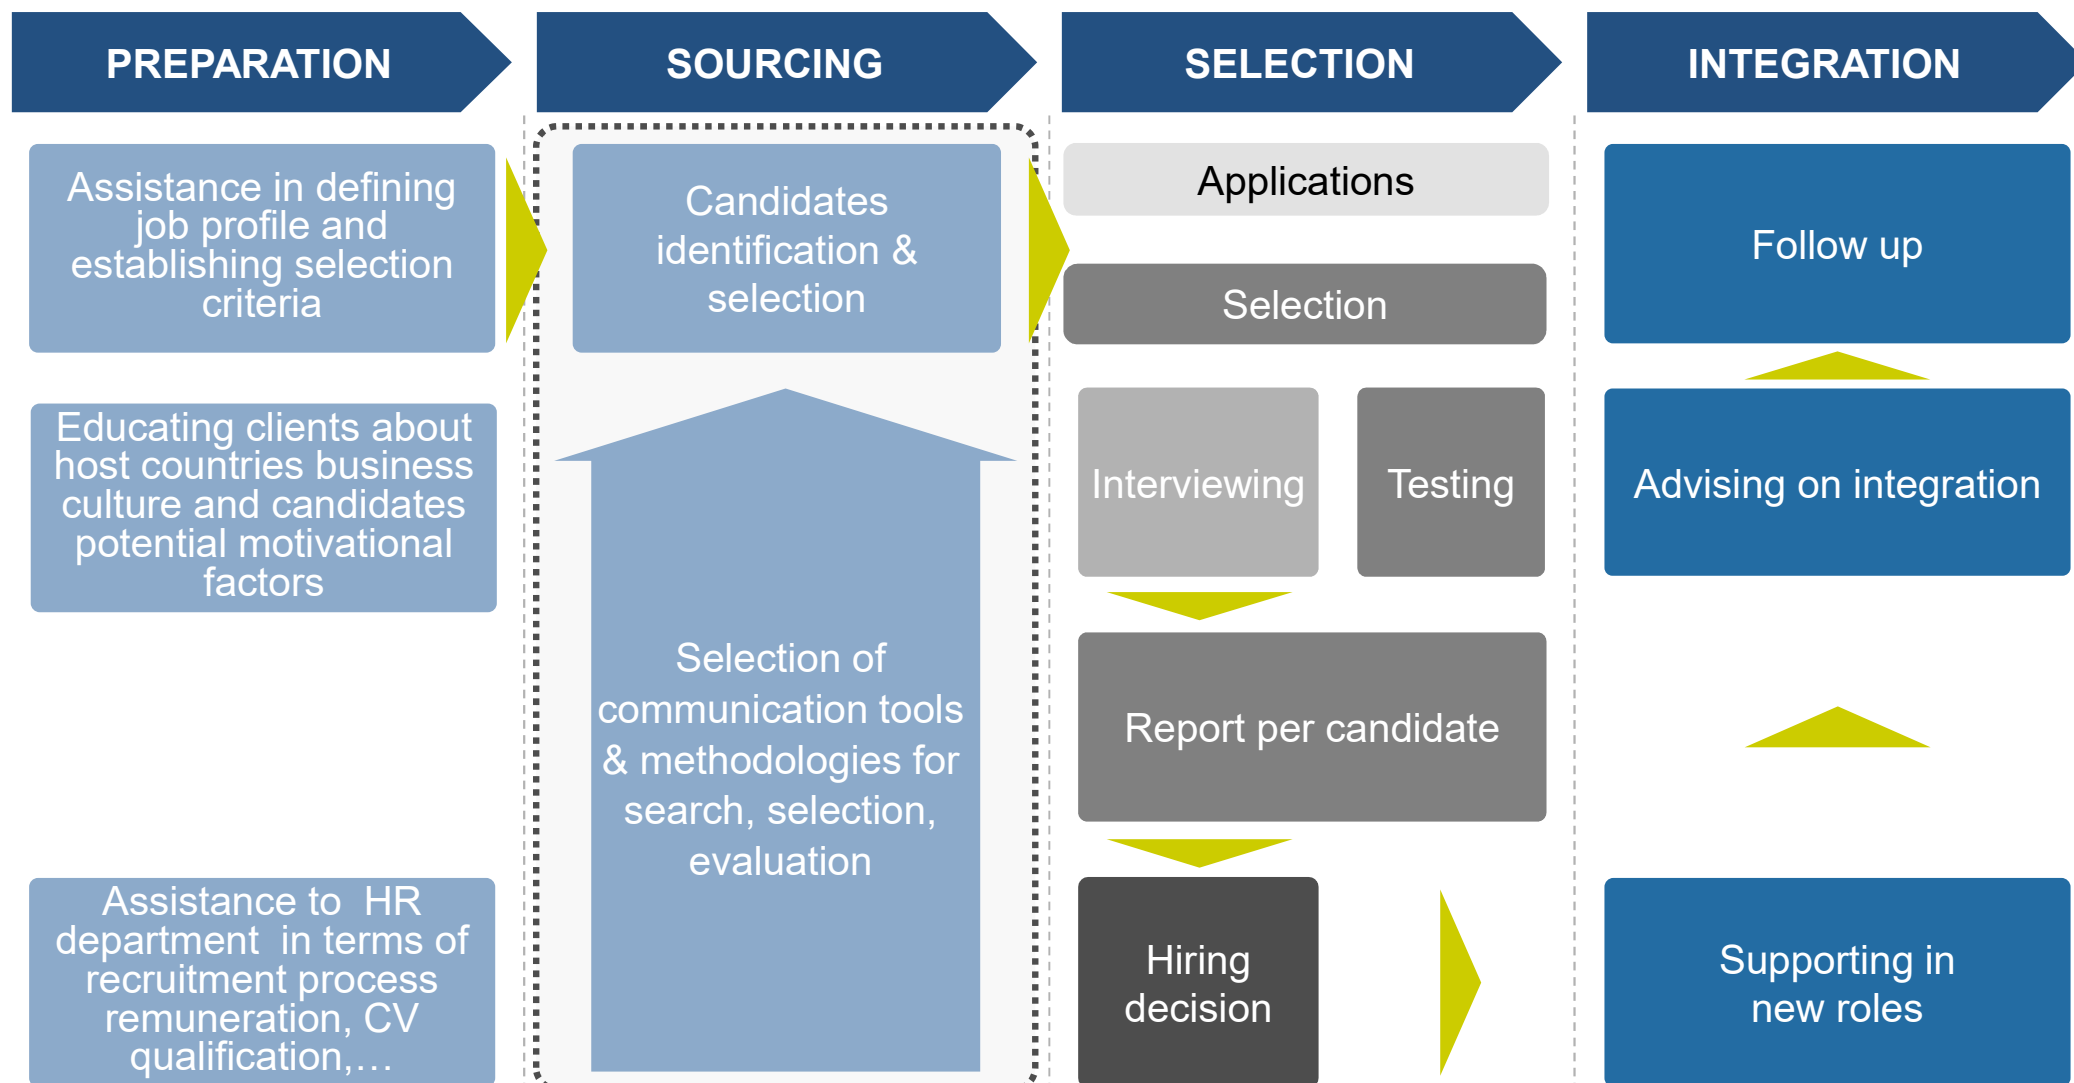 PREPARATION
SOURCING
SELECTION
INTEGRATION
Assistance in defining
job profile and
establishing selection
criteria
Educating clients about
host countries business
culture and candidates
potential motivational
factors
Assistance to  HR
department  in terms of
recruitment process
remuneration, CV
qualification,…
Candidates
identification &
selection
Selection of
communication tools
& methodologies for
search, selection,
evaluation
Applications
Selection
Interviewing
Testing
Report per candidate
Hiring
decision
Follow up
Advising on integration
Supporting in
new roles